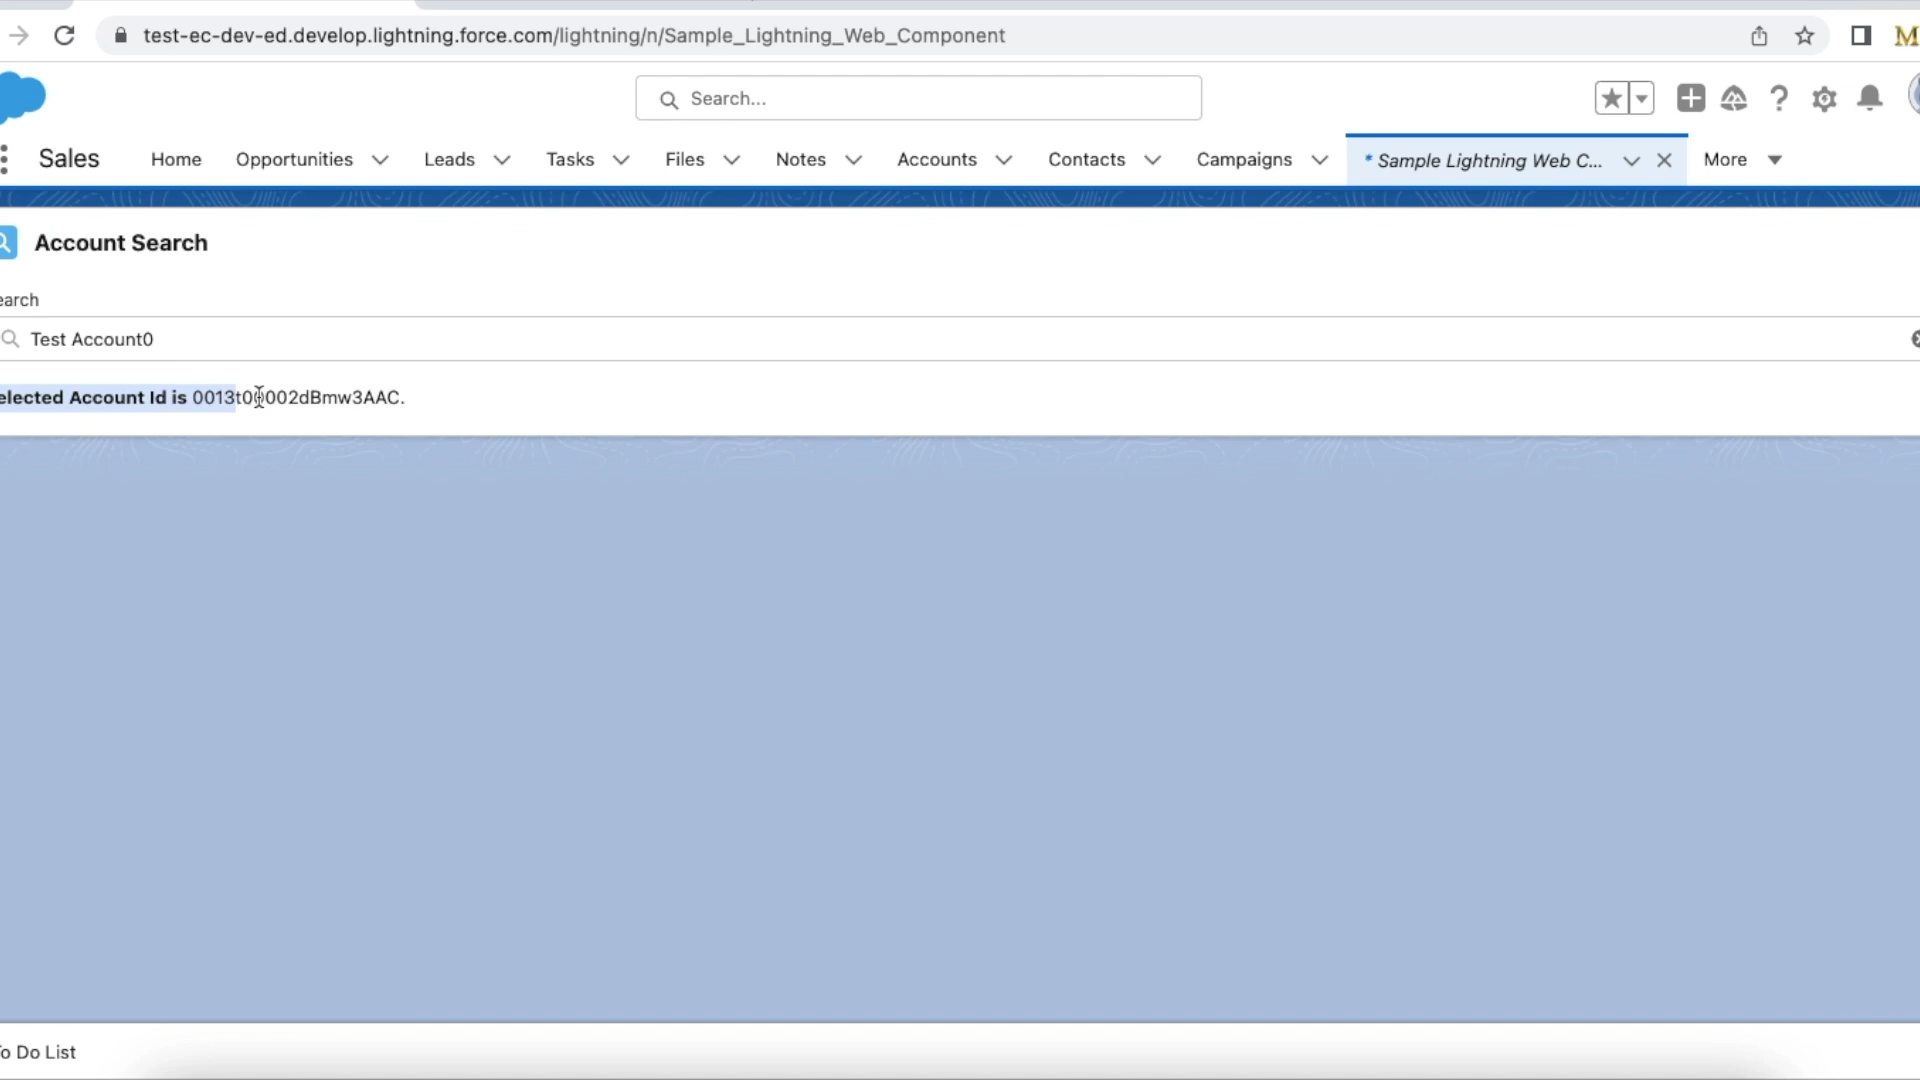 test-ec-dev-ed.develop.lightning.force.com/lightning/n/Sample_Lightning_Web_Component
M
Search...
Sales Home Opportunities Leads Tasks Files Notes Accounts Contacts Campaigns * Sample Lightning Web C... More
Account Search
earch
Test Account0
elected Account Id is 0013t00002dBmw3AAC.
o Do List